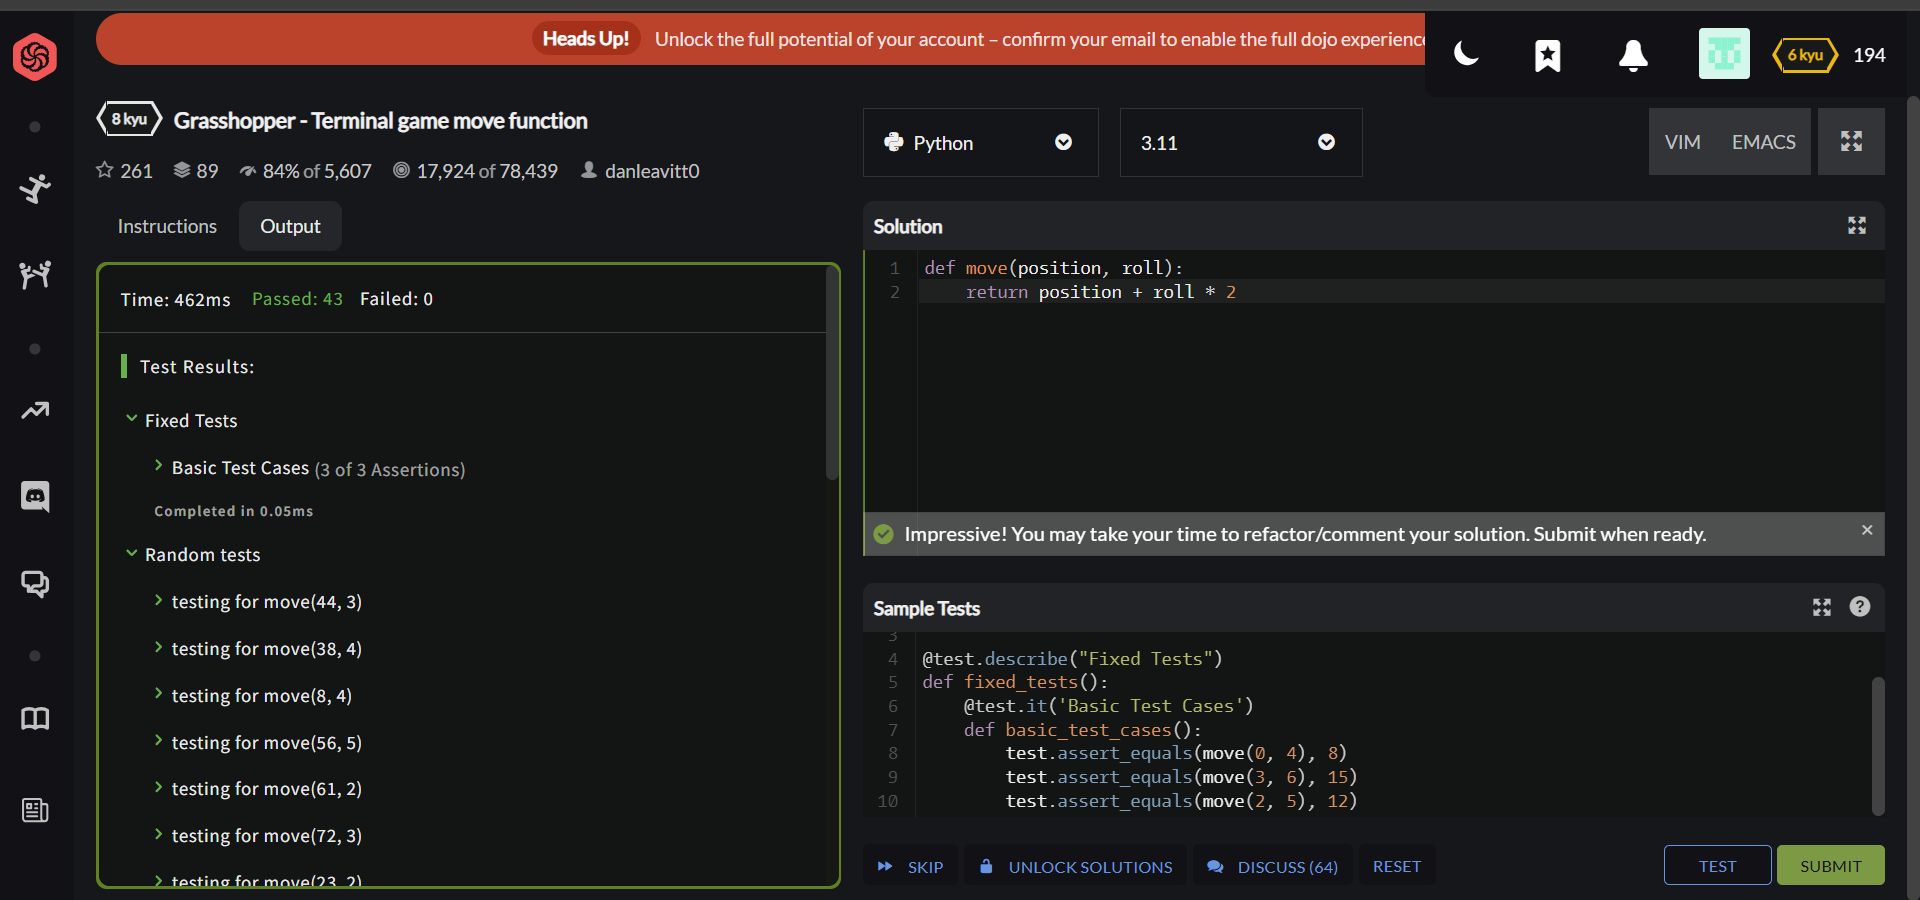 Heads Up! Unlock the full potential of your account – confirm your email to enable the full dojo experience
6 kyu 194
8 kyu Grasshopper - Terminal game move function
261 89 84% of 5,607 17,924 of 78,439 danleavitt0
Instructions Output
Time: 462ms Passed: 43 Failed: 0
Test Results:
Fixed Tests
Basic Test Cases (3 of 3 Assertions)
Completed in 0.05ms
Random tests
testing for move(44, 3)
testing for move(38, 4)
testing for move(8, 4)
testing for move(56, 5)
testing for move(61, 2)
testing for move(72, 3)
testing for move(23, 2)
Python 3.11 VIM EMACS
Solution
1 def move(position, roll):
2     return position + roll * 2
Impressive! You may take your time to refactor/comment your solution. Submit when ready.
Sample Tests
3
4 @test.describe("Fixed Tests")
5 def fixed_tests():
6     @test.it('Basic Test Cases')
7     def basic_test_cases():
8         test.assert_equals(move(0, 4), 8)
9         test.assert_equals(move(3, 6), 15)
10         test.assert_equals(move(2, 5), 12)
SKIP UNLOCK SOLUTIONS DISCUSS (64) RESET TEST SUBMIT